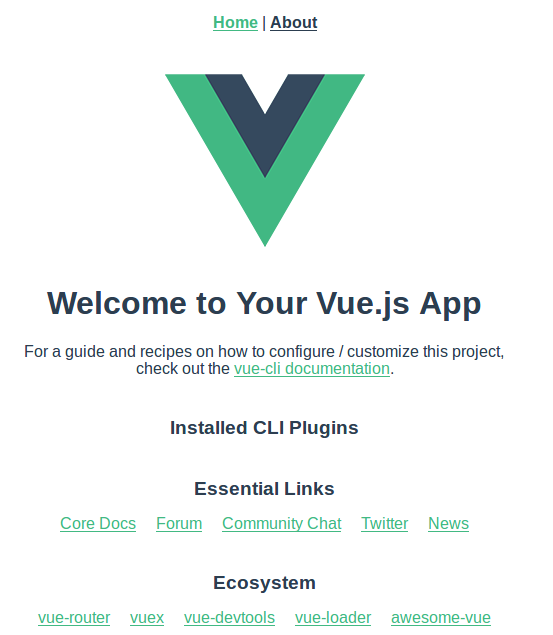 Home | About
Welcome to Your Vue.js App
For a guide and recipes on how to configure / customize this project,
check out the vue-cli documentation.
Installed CLI Plugins
Essential Links
Core Docs Forum Community Chat Twitter News
Ecosystem
vue-router vuex vue-devtools vue-loader awesome-vue